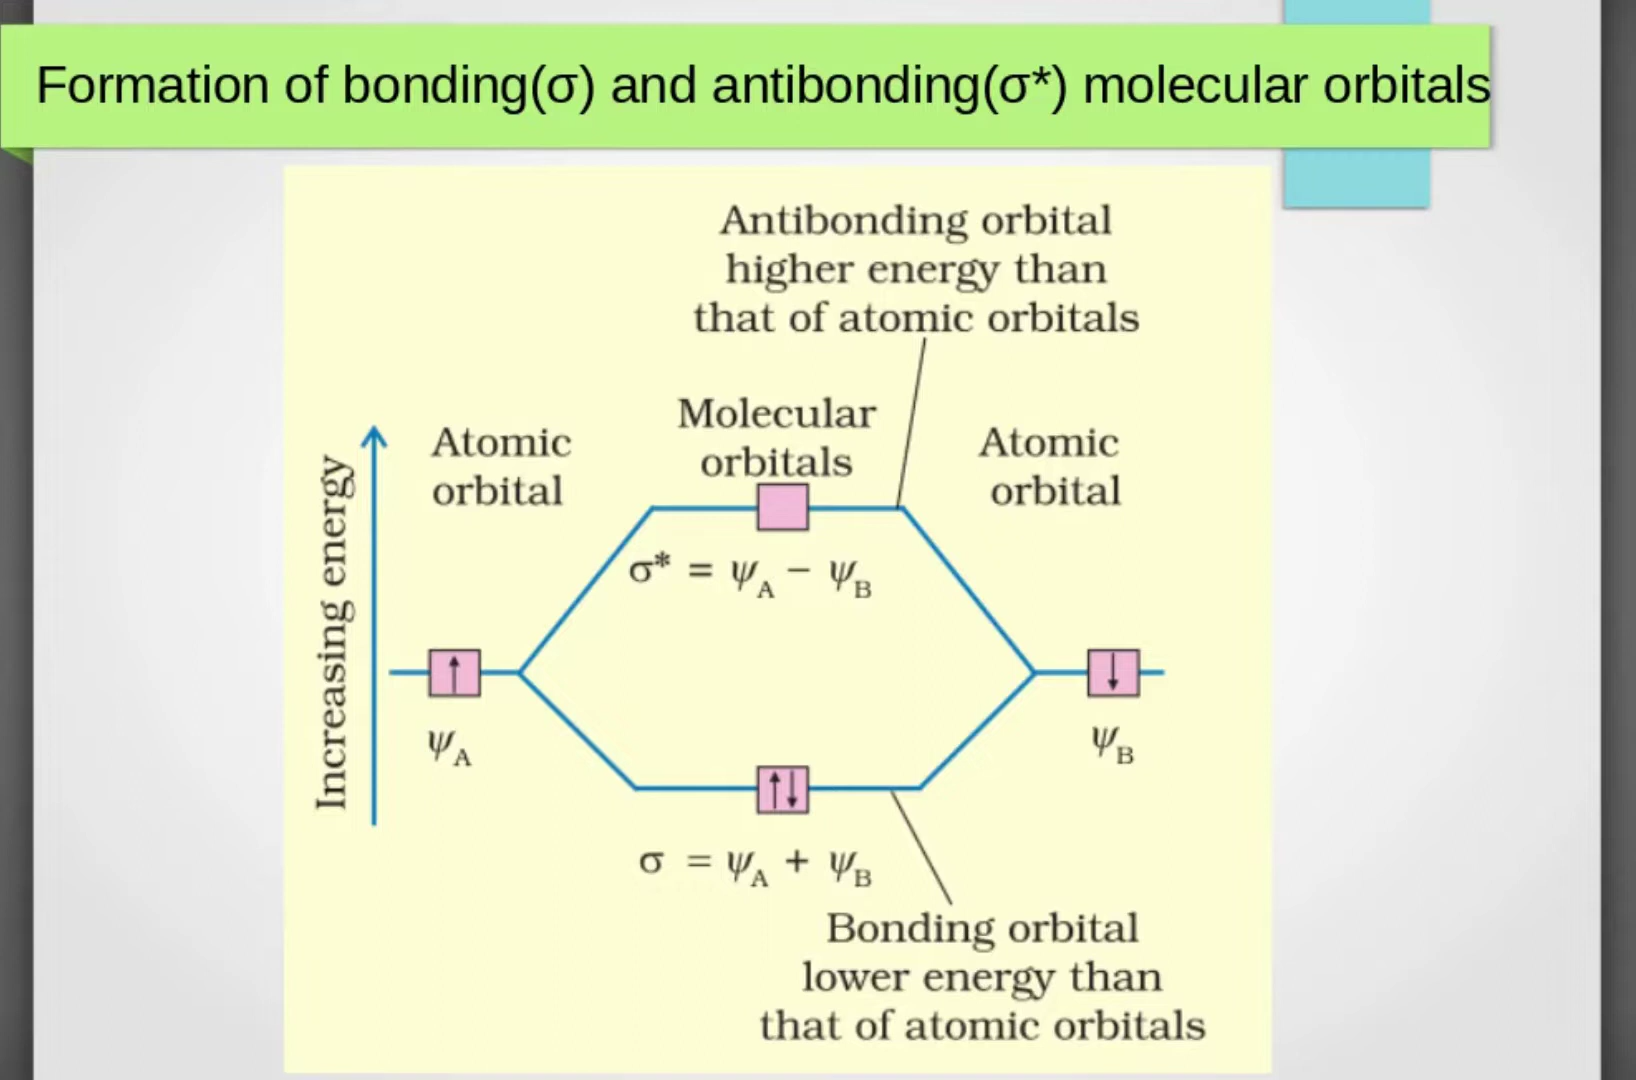 Formation of bonding(σ) and antibonding(σ*) molecular orbitals
Antibonding orbital
higher energy than
that of atomic orbitals
Molecular
orbitals
Atomic
orbital
Atomic
orbital
Increasing energy
σ* = ψA − ψB
ψA
ψB
σ = ψA + ψB
Bonding orbital
lower energy than
that of atomic orbitals